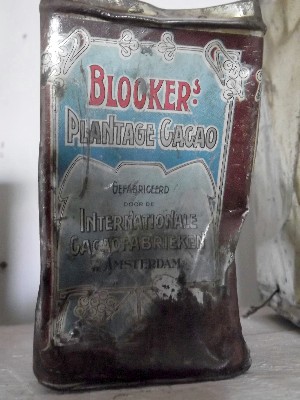 BLOOKER'S
PLANTAGE CACAO
GEFABRICEERD
DOOR DE
INTERNATIONALE
CACAOFABRIEKEN
AMSTERDAM